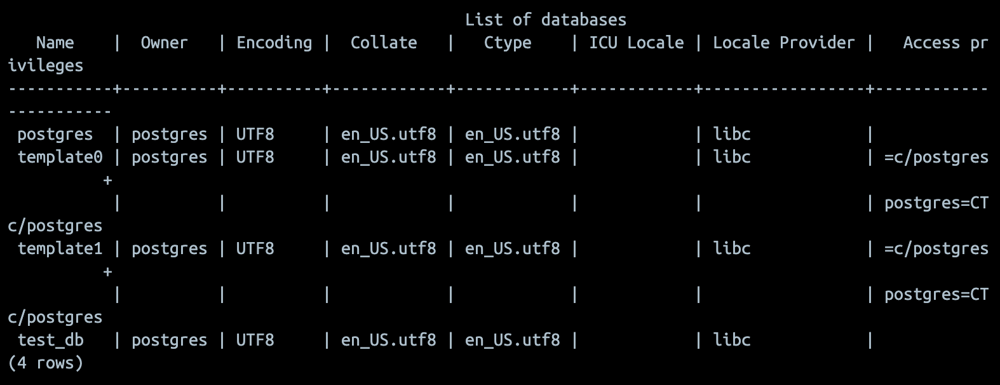 List of databases
   Name    |  Owner   | Encoding |  Collate   |   Ctype    | ICU Locale | Locale Provider |   Access pr
ivileges
-----------+----------+----------+------------+------------+------------+-----------------+------------
-----------
 postgres  | postgres | UTF8     | en_US.utf8 | en_US.utf8 |            | libc            |
 template0 | postgres | UTF8     | en_US.utf8 | en_US.utf8 |            | libc            | =c/postgres
          +
           |          |          |            |            |            |                 | postgres=CT
c/postgres
 template1 | postgres | UTF8     | en_US.utf8 | en_US.utf8 |            | libc            | =c/postgres
          +
           |          |          |            |            |            |                 | postgres=CT
c/postgres
 test_db   | postgres | UTF8     | en_US.utf8 | en_US.utf8 |            | libc            |
(4 rows)